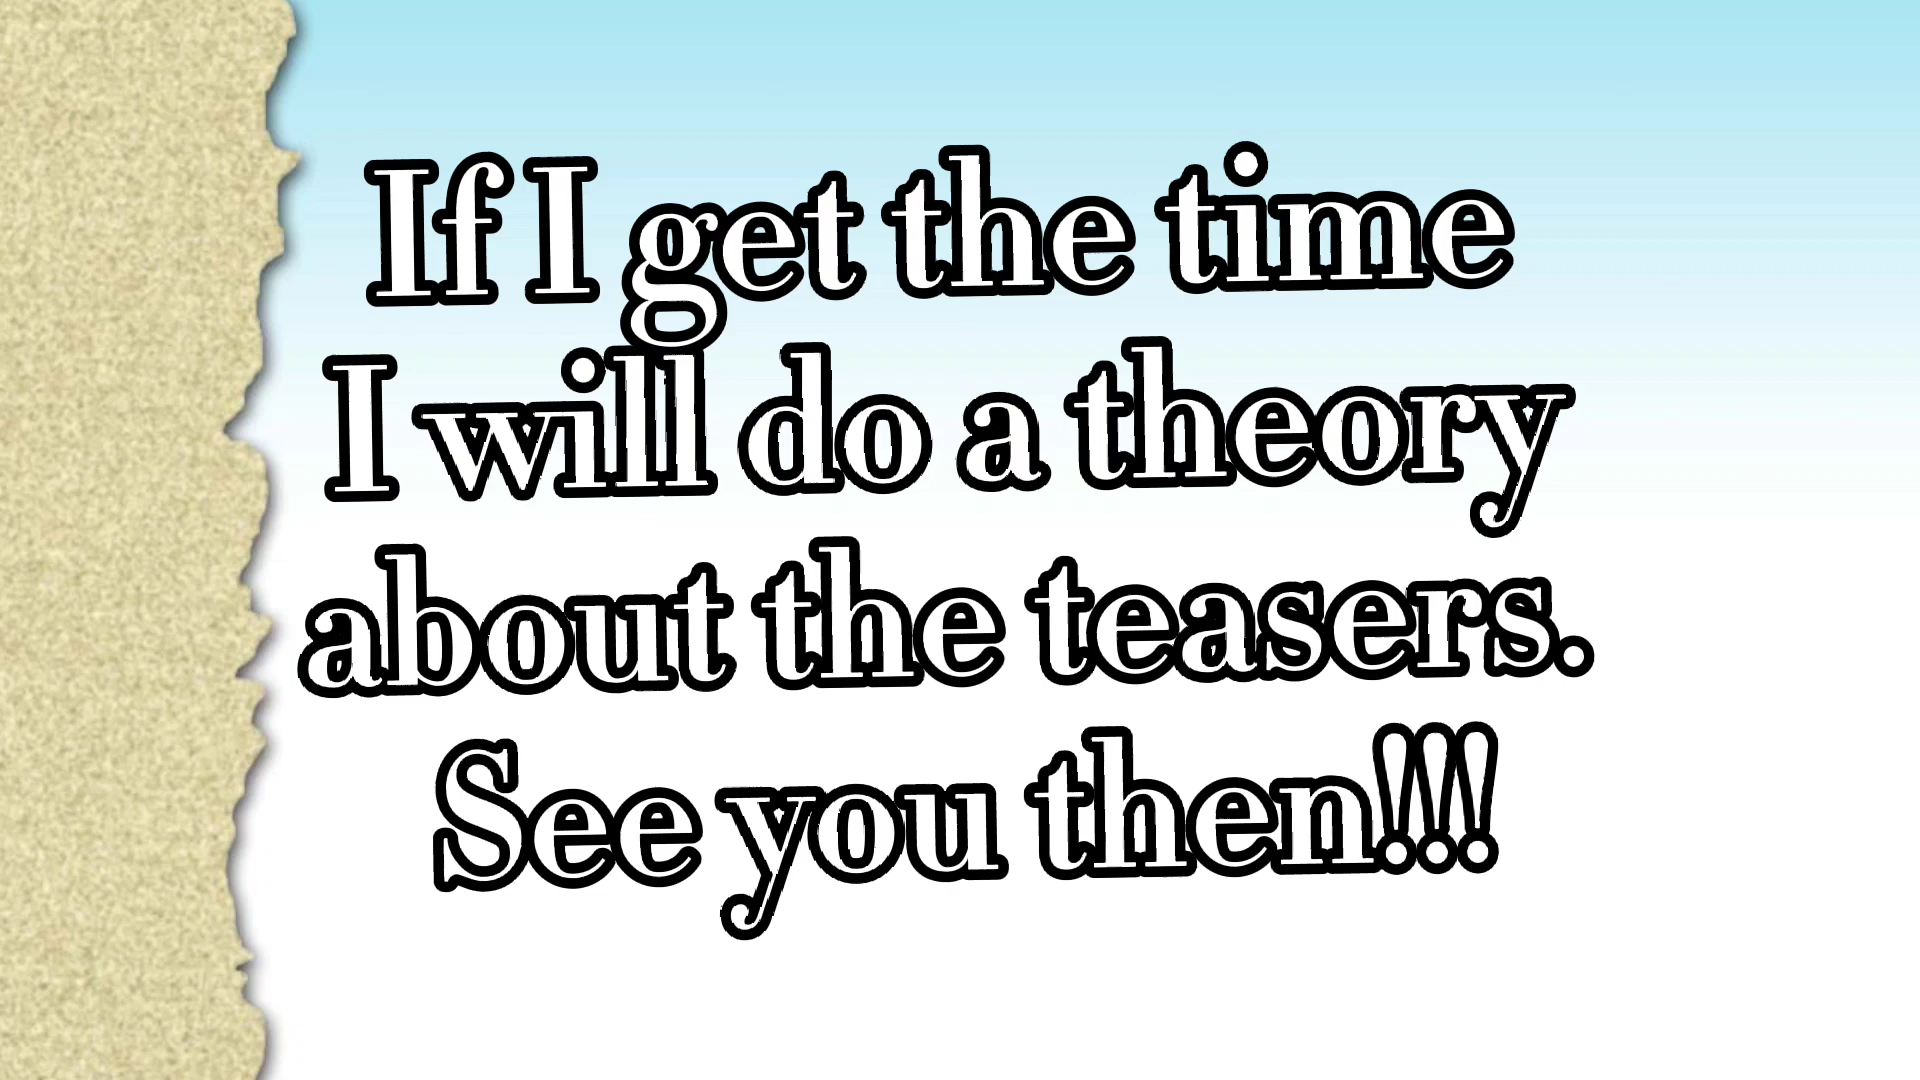 If I get the time
I will do a theory
about the teasers.
See you then!!!